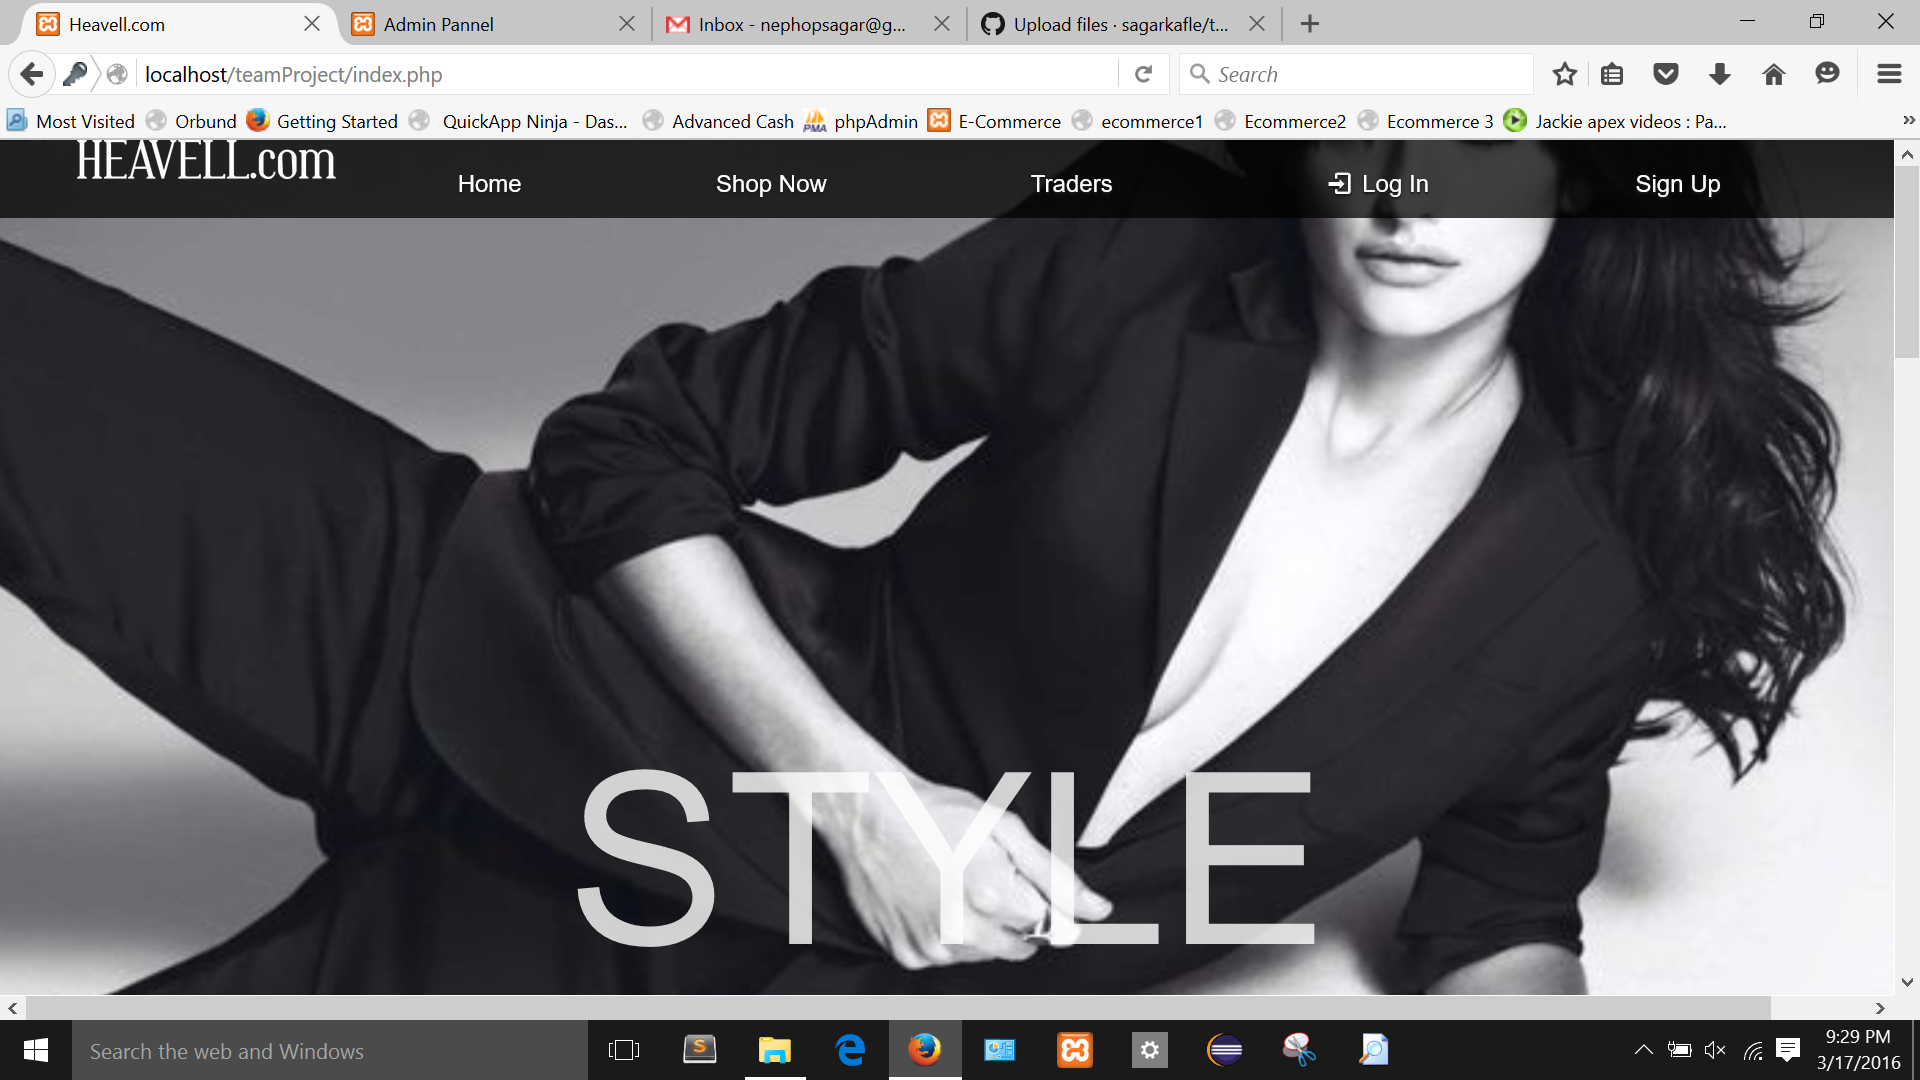 Heavell.com
Admin Pannel
Inbox - nephopsagar@g...
Upload files · sagarkafle/t...
localhost/teamProject/index.php
Search
Most Visited
Orbund
Getting Started
QuickApp Ninja - Das...
Advanced Cash
PMA
phpAdmin
E-Commerce
ecommerce1
Ecommerce2
Ecommerce 3
Jackie apex videos : Pa...
HEAVELL.com
Home
Shop Now
Traders
Log In
Sign Up
STYLE
Search the web and Windows
9:29 PM
3/17/2016